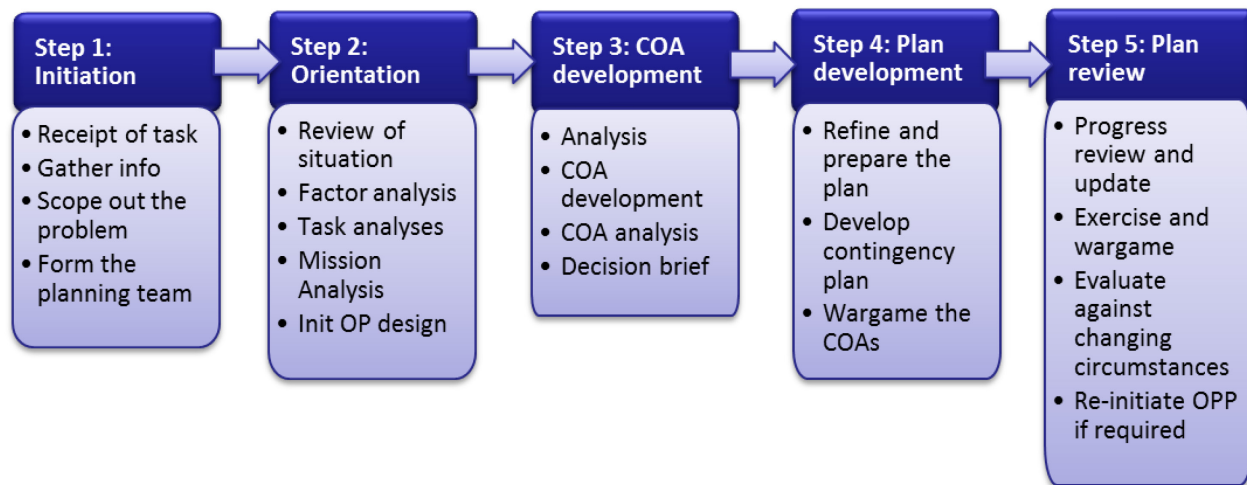 Step 1:
Initiation
• Receipt of task
• Gather info
• Scope out the
problem
• Form the
planning team
Step 2:
Orientation
• Review of
situation
• Factor analysis
• Task analyses
• Mission
Analysis
• Init OP design
Step 3: COA
development
• Analysis
• COA
development
• COA analysis
• Decision brief
Step 4: Plan
development
• Refine and
prepare the
plan
• Develop
contingency
plan
• Wargame the
COAs
Step 5: Plan
review
• Progress
review and
update
• Exercise and
wargame
• Evaluate
against
changing
circumstances
• Re-initiate OPP
if required